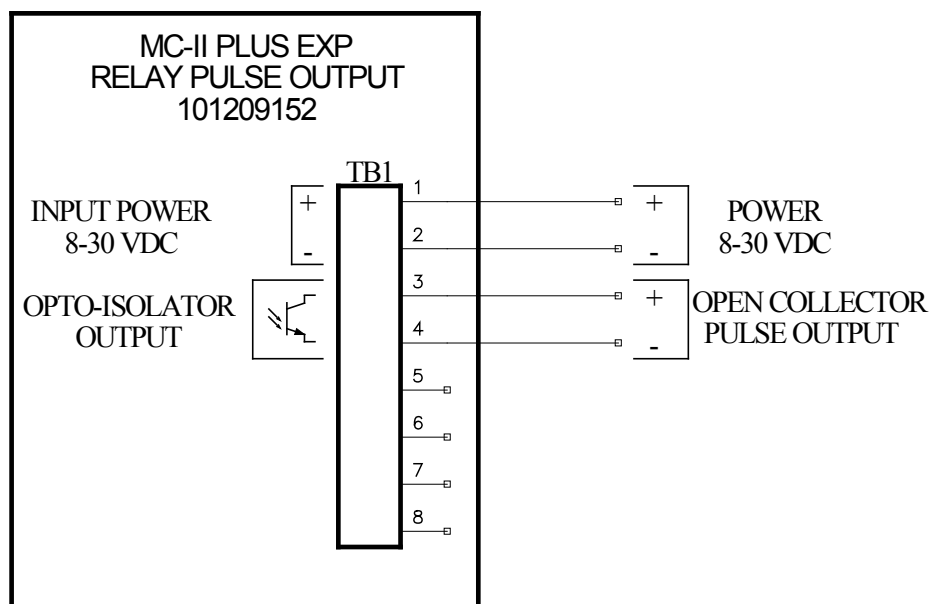 MC-II PLUS EXP
RELAY PULSE OUTPUT
101209152
TB1
INPUT POWER
8-30 VDC
+
-
OPTO-ISOLATOR
OUTPUT
1
2
3
4
5
6
7
8
+
-
POWER
8-30 VDC
+
-
OPEN COLLECTOR
PULSE OUTPUT